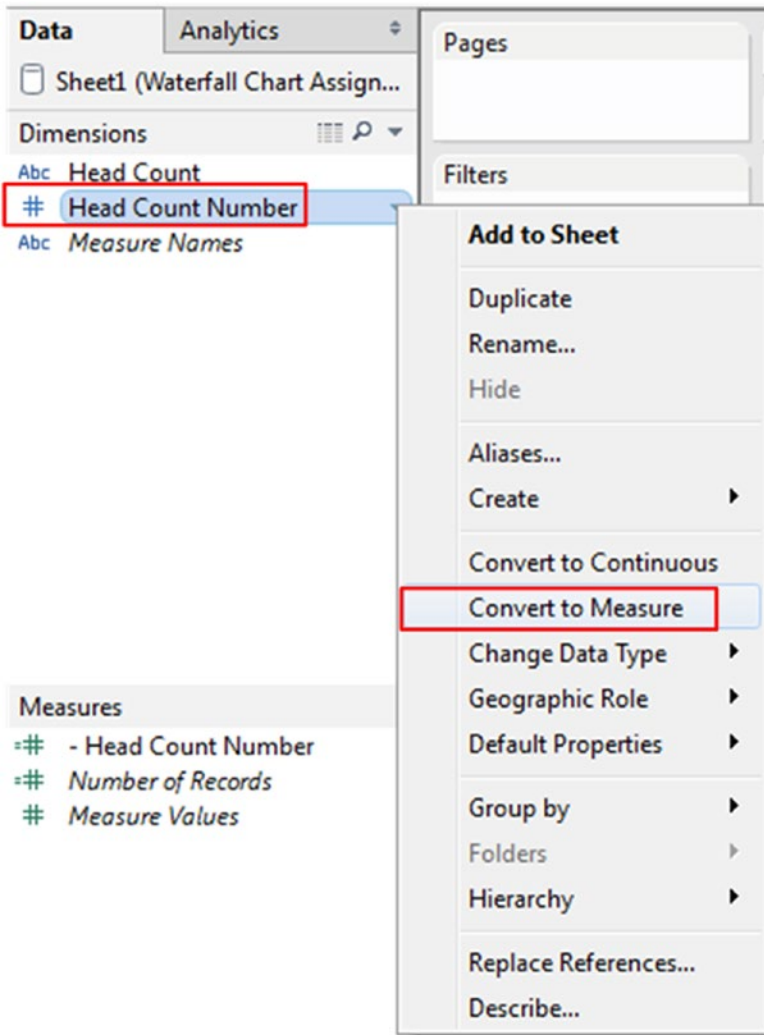 Data
Analytics
Pages
Sheet1 (Waterfall Chart Assign...
Dimensions
Abc Head Count
# Head Count Number
Abc Measure Names
Filters
Add to Sheet
Duplicate
Rename...
Hide
Aliases...
Create
Convert to Continuous
Convert to Measure
Change Data Type
Geographic Role
Default Properties
Group by
Folders
Hierarchy
Replace References...
Describe...
Measures
=# - Head Count Number
=# Number of Records
# Measure Values